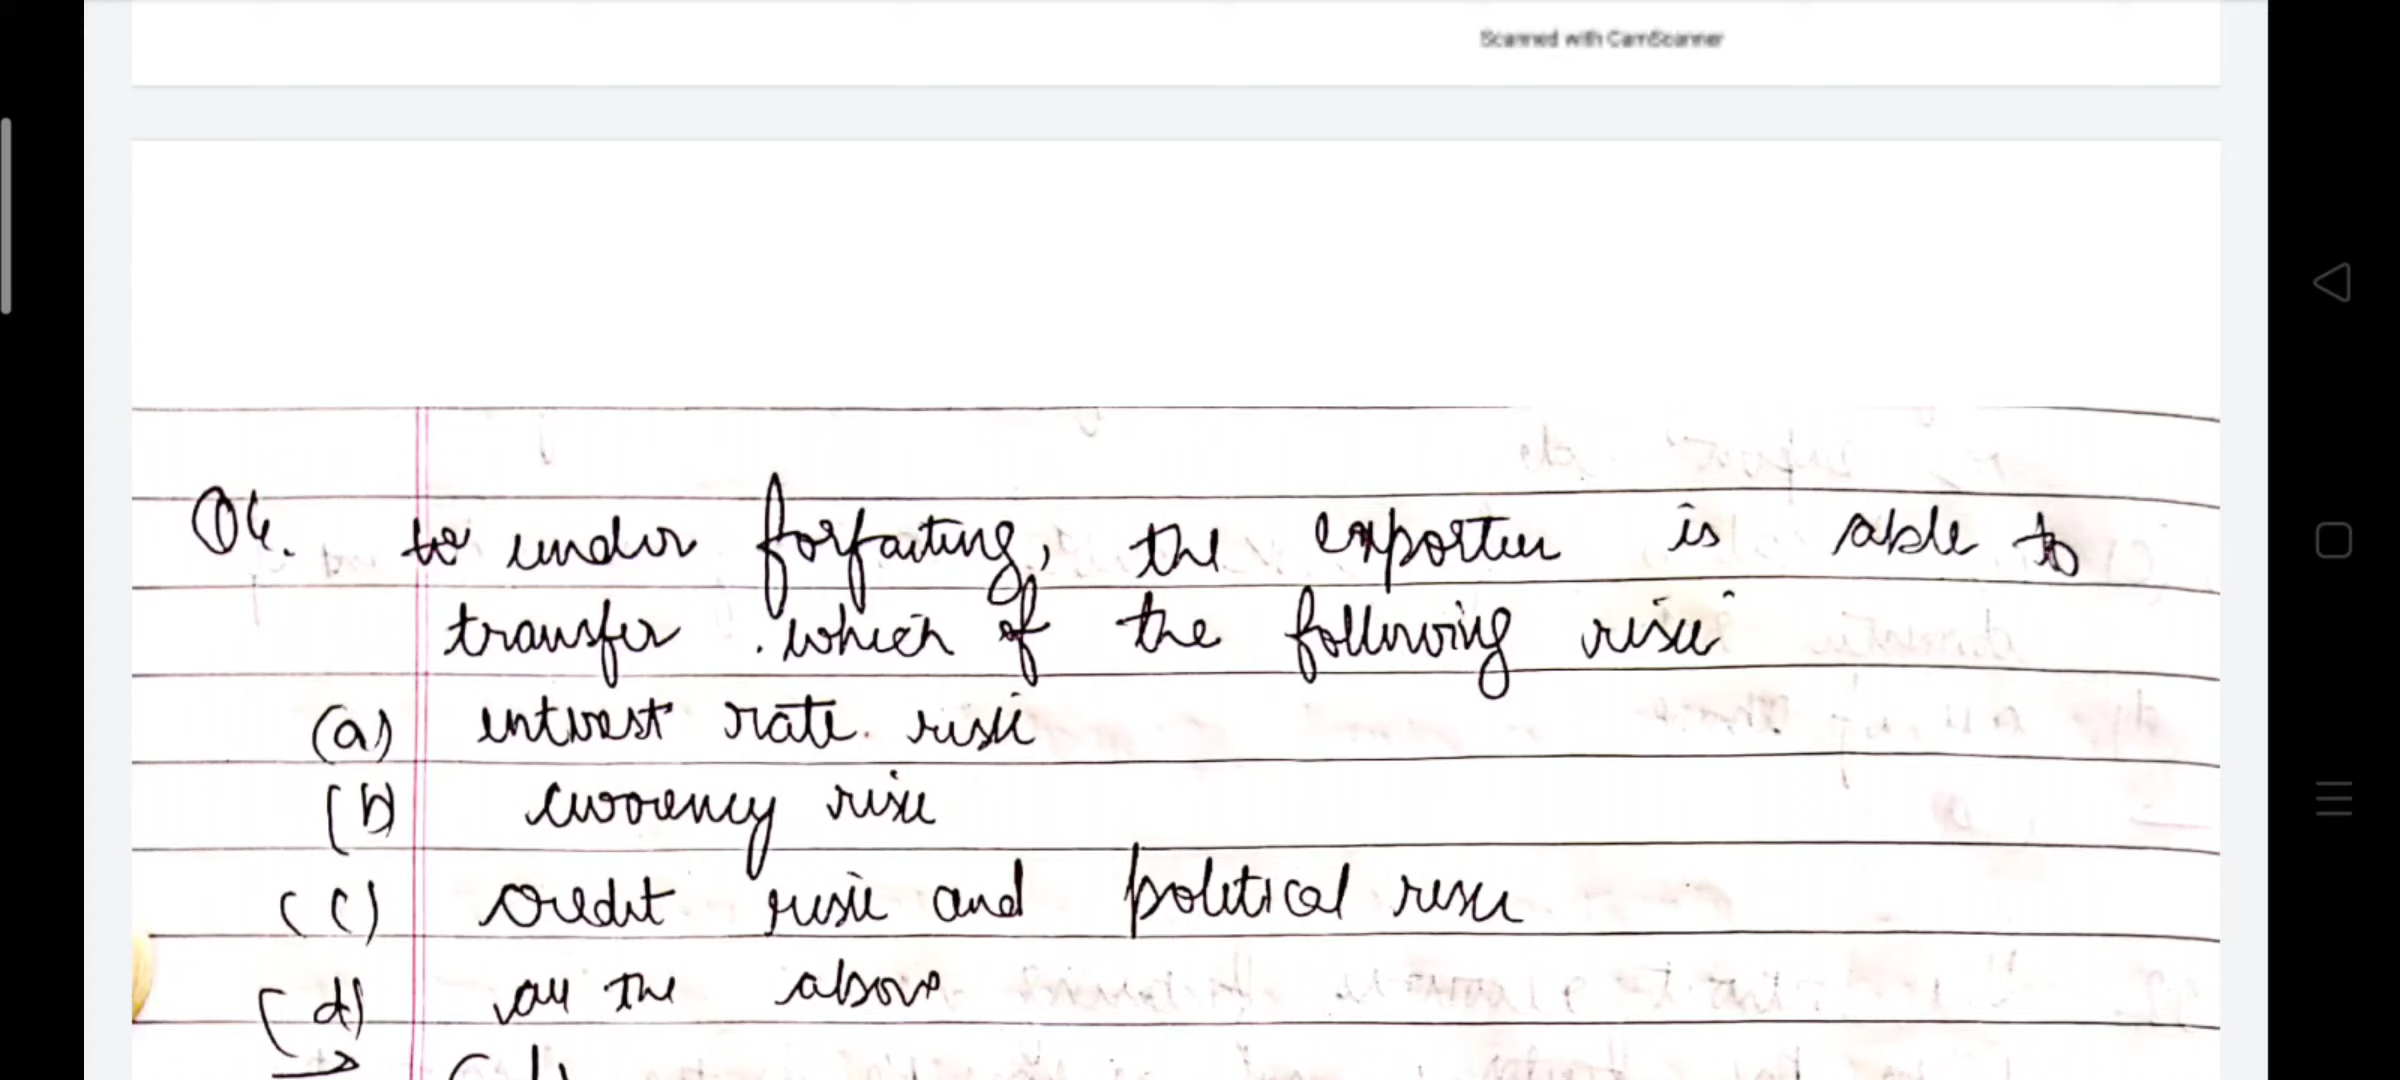 Scanned with CamScanner
Q4. to under forfaiting, the exporter is able to
transfer which of the following risk
(a) interest rate risk
(b) currency risk
(c) credit risk and political risk
(d) all the above